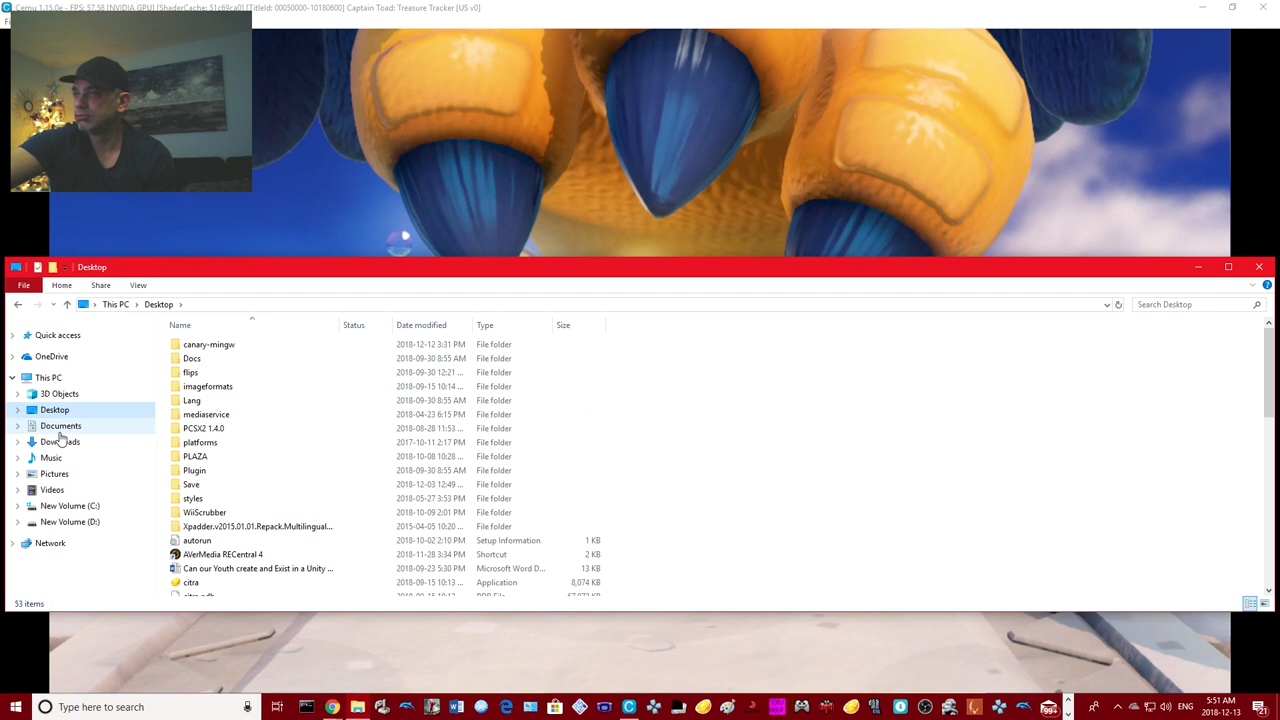 Cemu 1.15.0e - FPS: 57.58 [NVIDIA GPU] [ShaderCache: 51c69ca0] [TitleId: 00050000-10180600] Captain Toad: Treasure Tracker [US v0]
Desktop
File Home Share View
This PC Desktop
Search Desktop
Name Status Date modified Type Size
Quick access
OneDrive
This PC
3D Objects
Desktop
Documents
Downloads
Music
Pictures
Videos
New Volume (C:)
New Volume (D:)
Network
canary-mingw 2018-12-12 3:31 PM File folder
Docs 2018-09-30 8:55 AM File folder
flips 2018-09-30 12:21 ... File folder
imageformats 2018-09-15 10:14 ... File folder
Lang 2018-09-30 8:55 AM File folder
mediaservice 2018-04-23 6:15 PM File folder
PCSX2 1.4.0 2018-08-28 11:53 ... File folder
platforms 2017-10-11 2:17 PM File folder
PLAZA 2018-10-08 10:28 ... File folder
Plugin 2018-09-30 8:55 AM File folder
Save 2018-12-03 12:49 ... File folder
styles 2018-05-27 3:53 PM File folder
WiiScrubber 2018-10-09 2:01 PM File folder
Xpadder.v2015.01.01.Repack.Multilingual... 2015-04-05 10:20 ... File folder
autorun 2018-10-02 2:10 PM Setup Information 1 KB
AVerMedia RECentral 4 2018-11-28 3:34 PM Shortcut 2 KB
Can our Youth create and Exist in a Unity ... 2018-09-23 5:30 PM Microsoft Word D... 13 KB
citra 2018-09-15 10:13 ... Application 8,074 KB
53 items
Type here to search
ENG
5:51 AM
2018-12-13
21